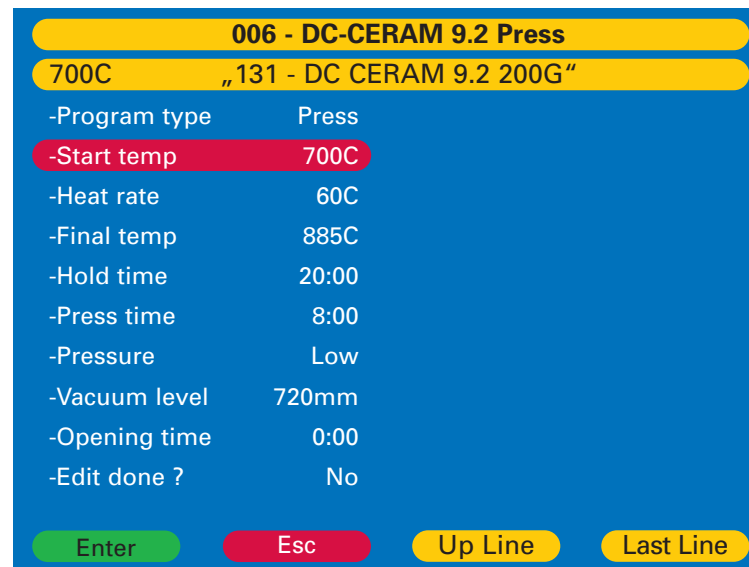 006 - DC-CERAM 9.2 Press
700C „131 - DC CERAM 9.2 200G“
-Program type Press
-Start temp 700C
-Heat rate 60C
-Final temp 885C
-Hold time 20:00
-Press time 8:00
-Pressure Low
-Vacuum level 720mm
-Opening time 0:00
-Edit done ? No
Enter Esc Up Line Last Line